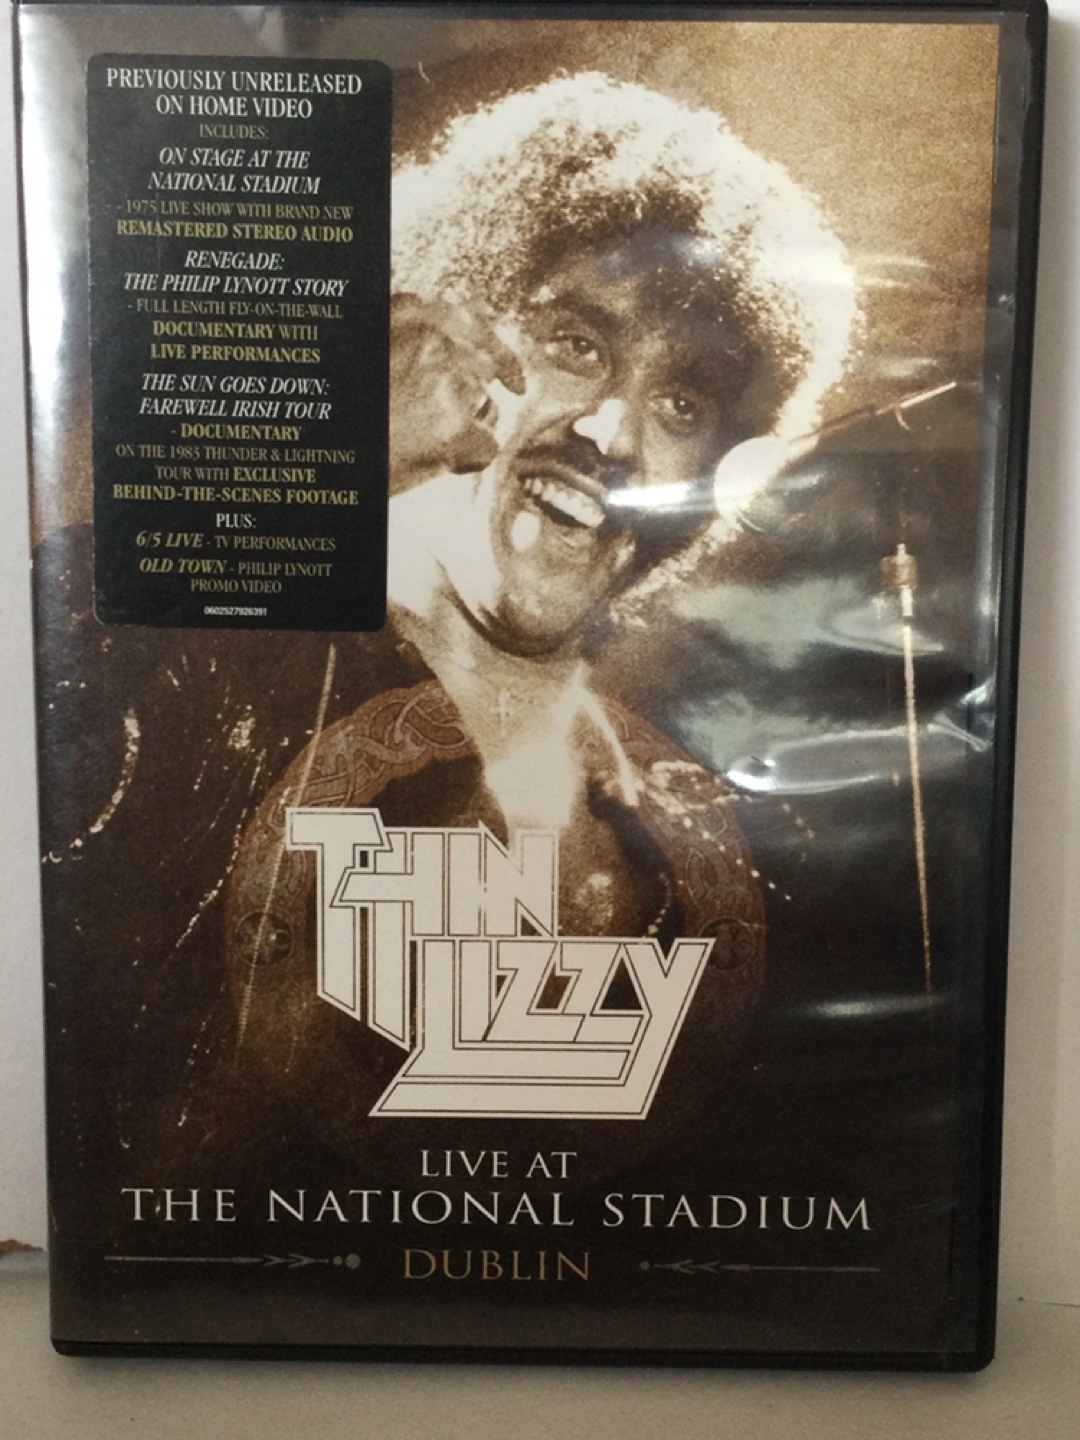 PREVIOUSLY UNRELEASED
ON HOME VIDEO
INCLUDES:
ON STAGE AT THE
NATIONAL STADIUM
- 1975 LIVE SHOW WITH BRAND NEW
REMASTERED STEREO AUDIO
RENEGADE:
THE PHILIP LYNOTT STORY
- FULL LENGTH FLY-ON-THE-WALL
DOCUMENTARY WITH
LIVE PERFORMANCES
THE SUN GOES DOWN:
FAREWELL IRISH TOUR
- DOCUMENTARY
ON THE 1983 THUNDER & LIGHTNING
TOUR WITH EXCLUSIVE
BEHIND-THE-SCENES FOOTAGE
PLUS:
6/5 LIVE - TV PERFORMANCES
OLD TOWN - PHILIP LYNOTT
PROMO VIDEO
0602527926391
THIN
LIZZY
LIVE AT
THE NATIONAL STADIUM
DUBLIN